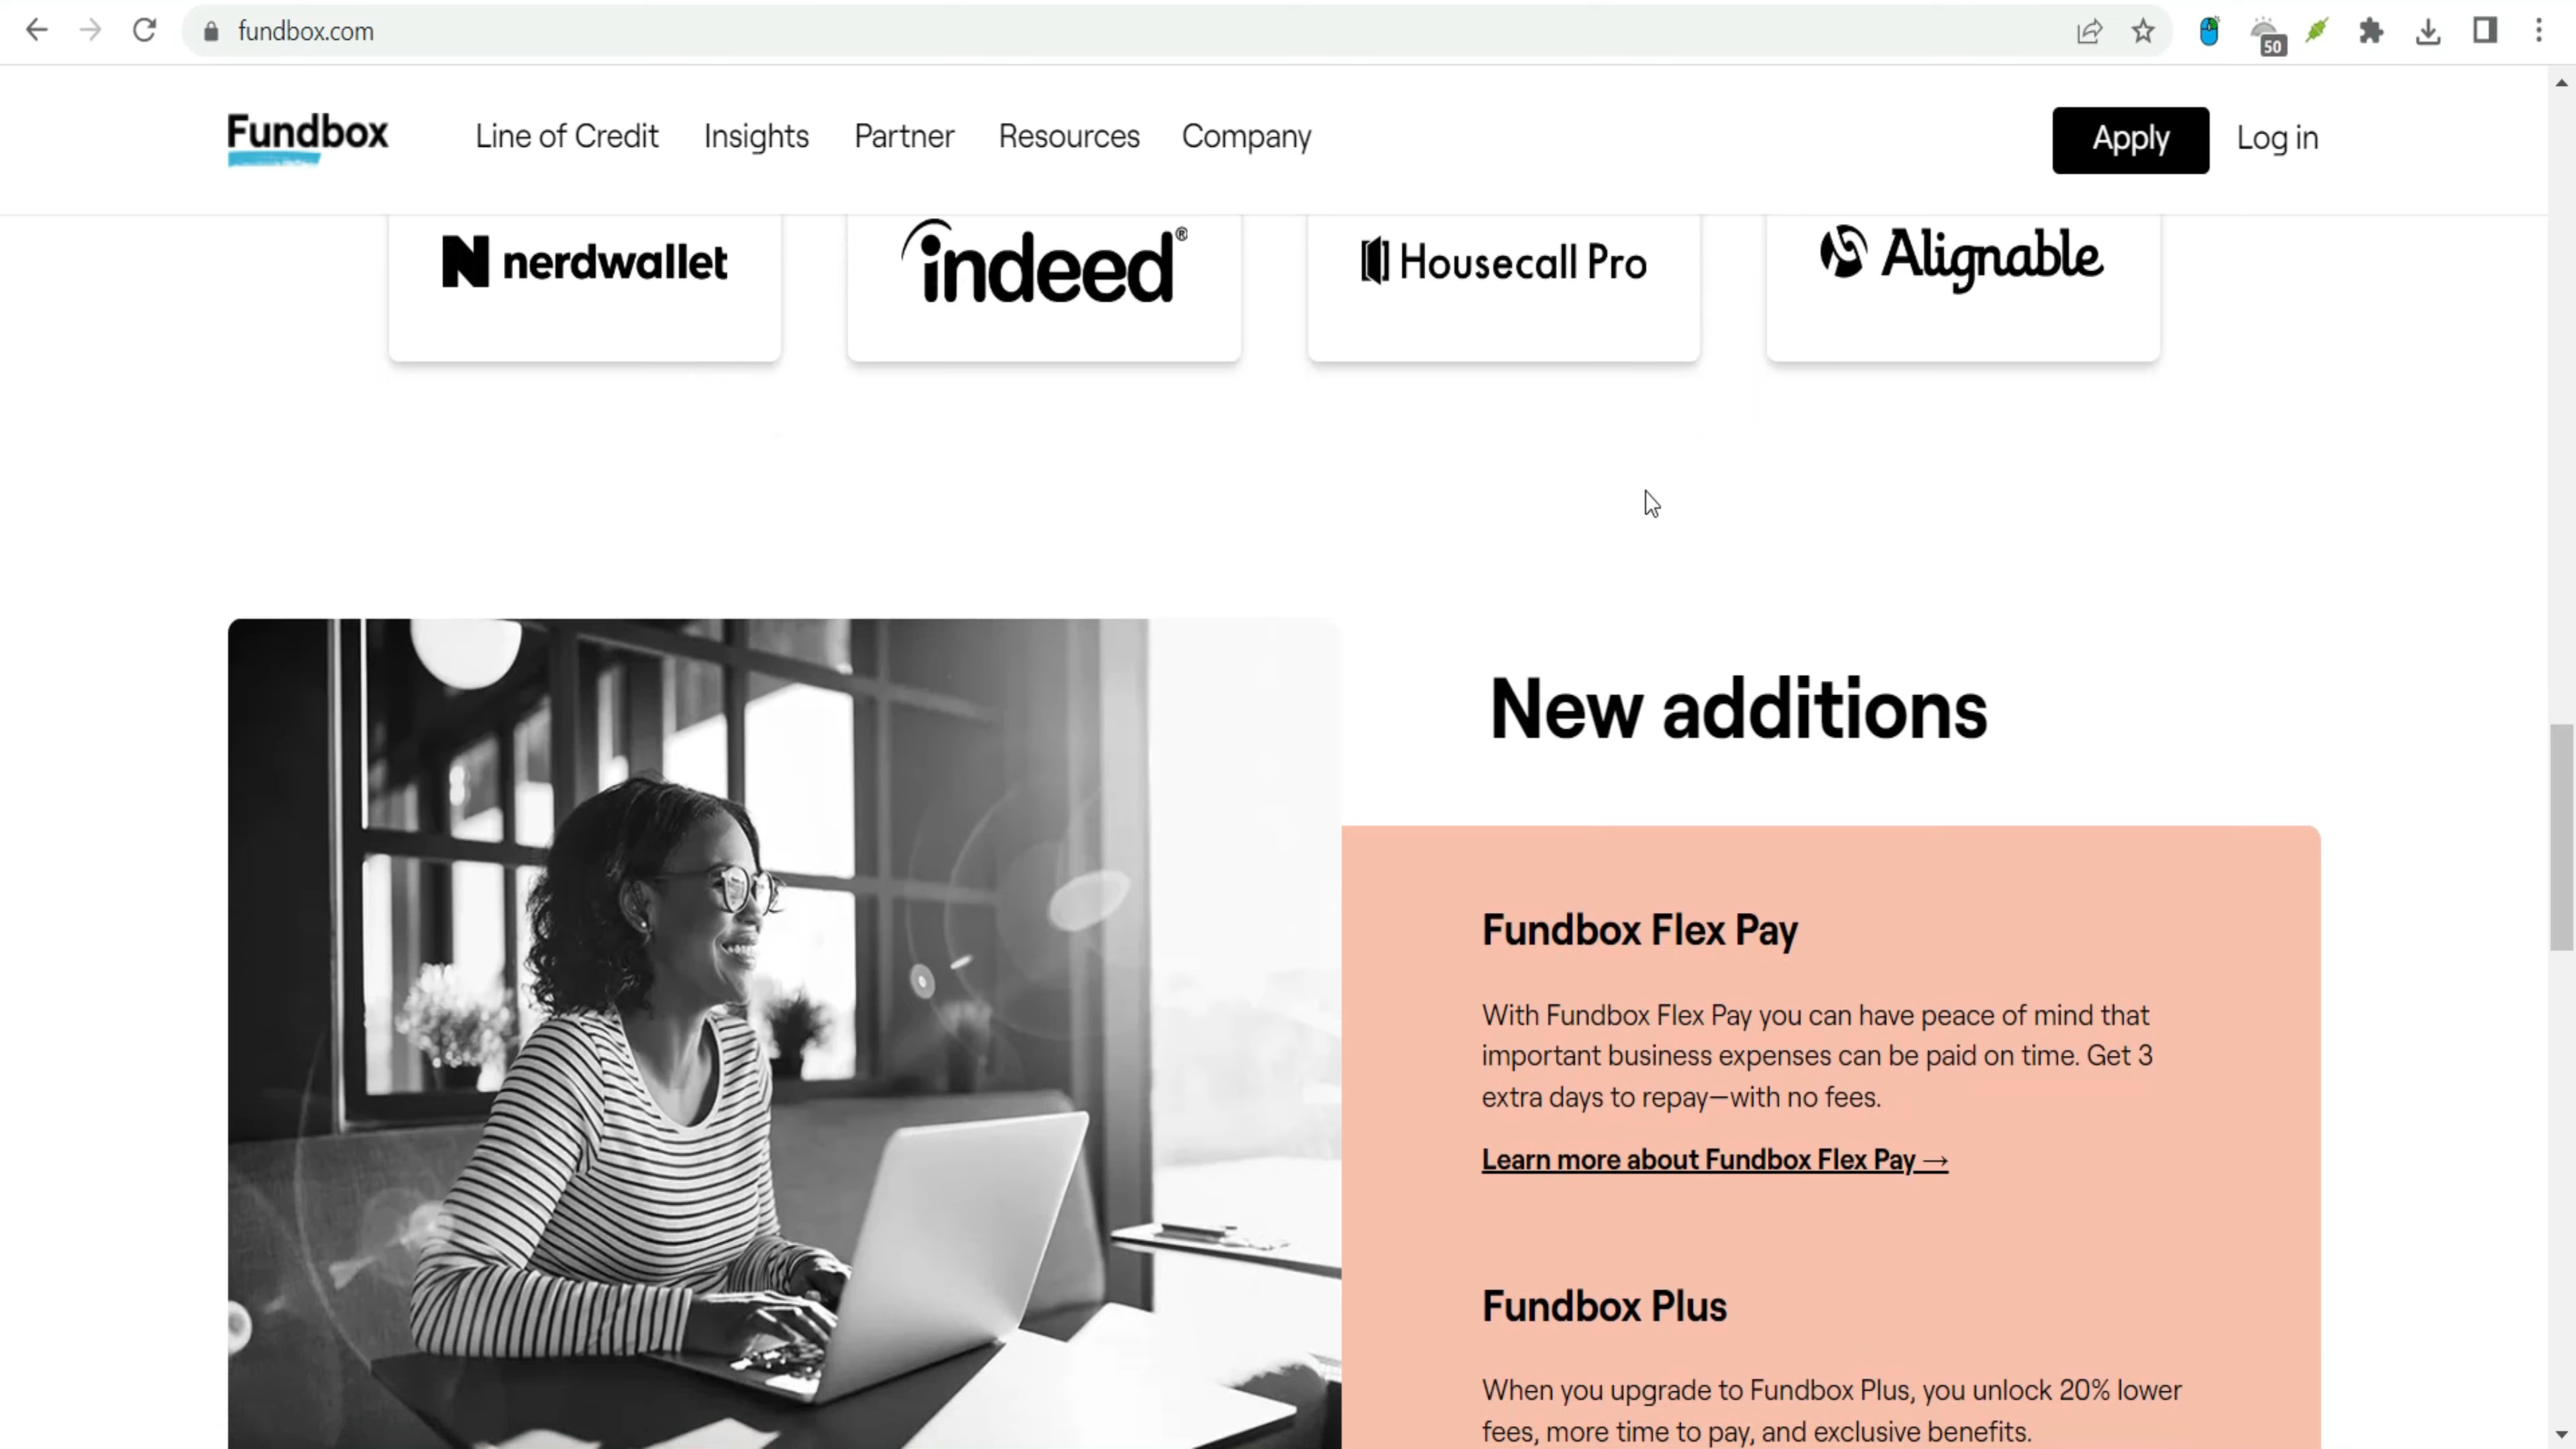 fundbox.com
50
Fundbox
Line of Credit
Insights
Partner
Resources
Company
Apply
Log in
nerdwallet
indeed®
Housecall Pro
Alignable
New additions
Fundbox Flex Pay
With Fundbox Flex Pay you can have peace of mind that
important business expenses can be paid on time. Get 3
extra days to repay—with no fees.
Learn more about Fundbox Flex Pay →
Fundbox Plus
When you upgrade to Fundbox Plus, you unlock 20% lower
fees, more time to pay, and exclusive benefits.